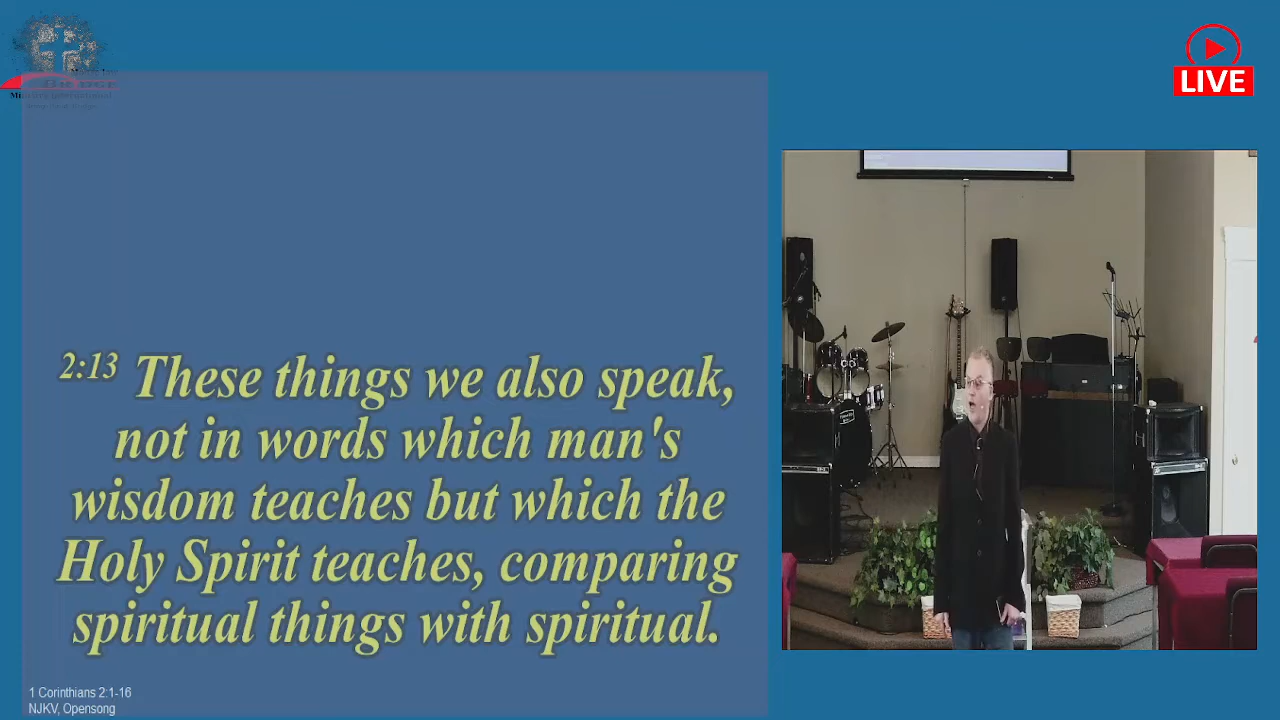 LIVE
2:13 These things we also speak,
not in words which man's
wisdom teaches but which the
Holy Spirit teaches, comparing
spiritual things with spiritual.
1 Corinthians 2:1-16
NJKV, Opensong